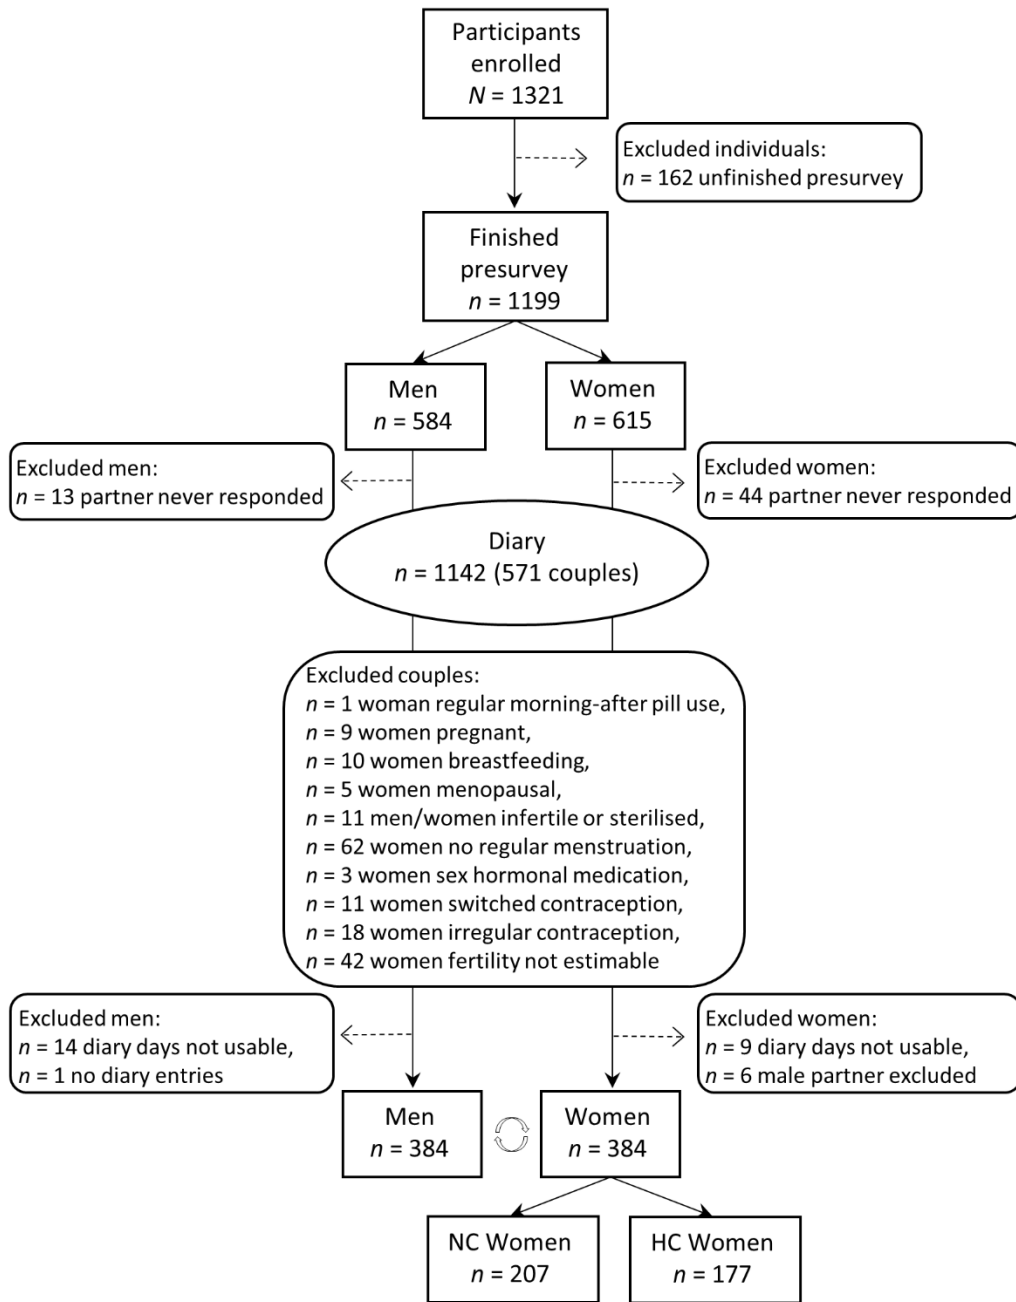 Participants
enrolled
N = 1321
Excluded individuals:
n = 162 unfinished presurvey
Finished
presurvey
n = 1199
Men
n = 584
Women
n = 615
Excluded men:
n = 13 partner never responded
Excluded women:
n = 44 partner never responded
Diary
n = 1142 (571 couples)
Excluded couples:
n = 1 woman regular morning-after pill use,
n = 9 women pregnant,
n = 10 women breastfeeding,
n = 5 women menopausal,
n = 11 men/women infertile or sterilised,
n = 62 women no regular menstruation,
n = 3 women sex hormonal medication,
n = 11 women switched contraception,
n = 18 women irregular contraception,
n = 42 women fertility not estimable
Excluded men:
n = 14 diary days not usable,
n = 1 no diary entries
Excluded women:
n = 9 diary days not usable,
n = 6 male partner excluded
Men
n = 384
Women
n = 384
NC Women
n = 207
HC Women
n = 177